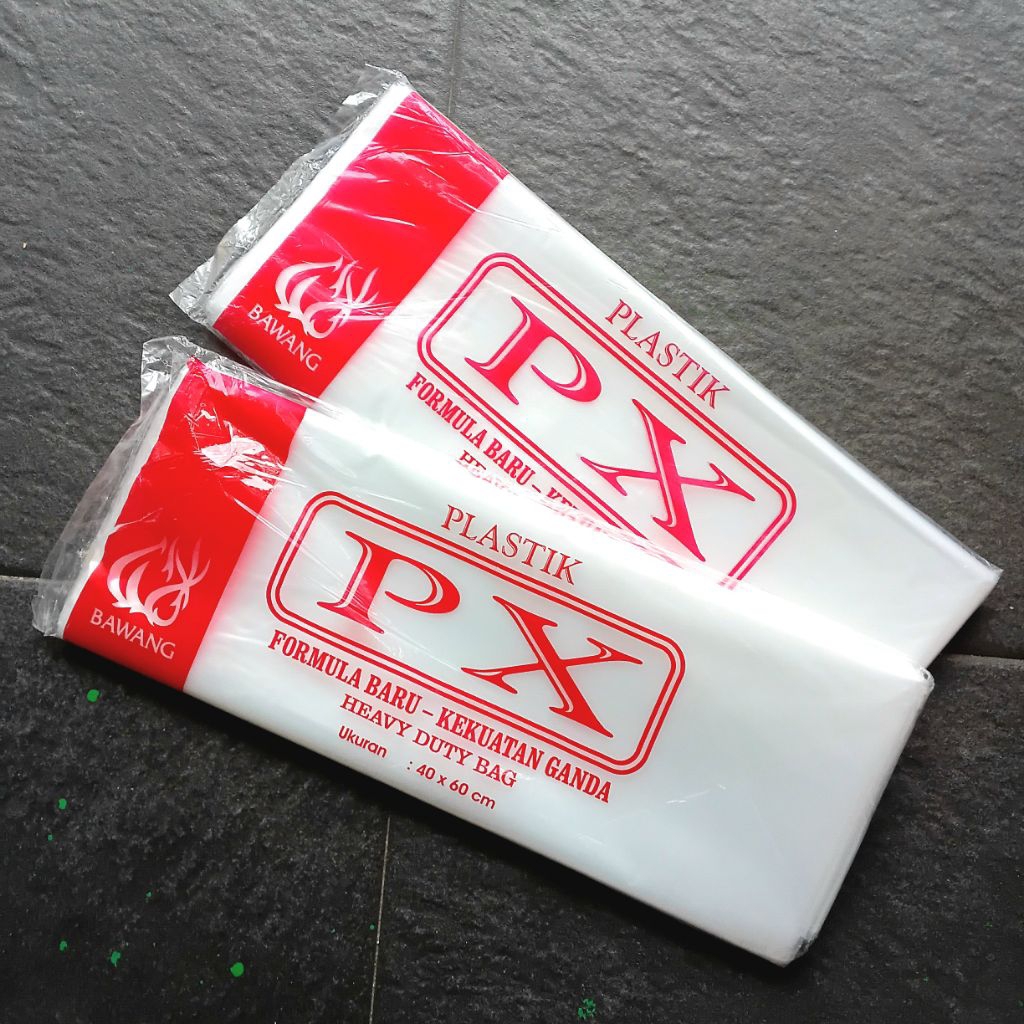 BAWANG
PLASTIK
PX
FORMULA BARU -
HEAVY
BAWANG
PLASTIK
PX
FORMULA BARU - KEKUATAN GANDA
HEAVY DUTY BAG
Ukuran : 40 x 60 cm